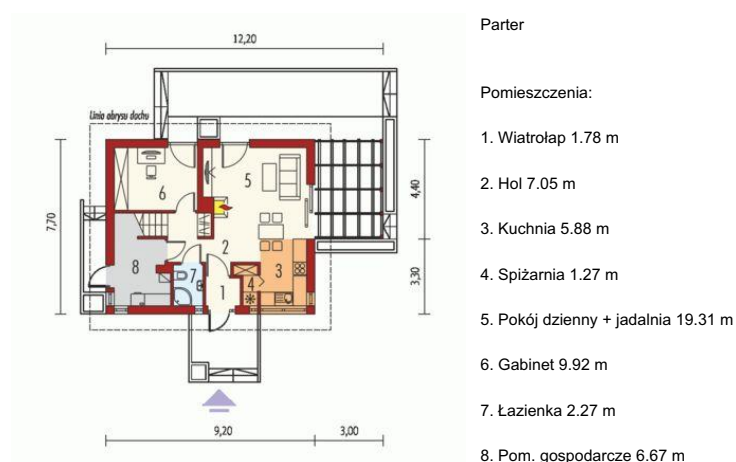 12,20
Linia obrysu dachu
7,70
4,40
3,30
6
5
2
8
7
4
3
1
9,20
3,00
Parter
Pomieszczenia:
1. Wiatrołap 1.78 m
2. Hol 7.05 m
3. Kuchnia 5.88 m
4. Spiżarnia 1.27 m
5. Pokój dzienny + jadalnia 19.31 m
6. Gabinet 9.92 m
7. Łazienka 2.27 m
8. Pom. gospodarcze 6.67 m